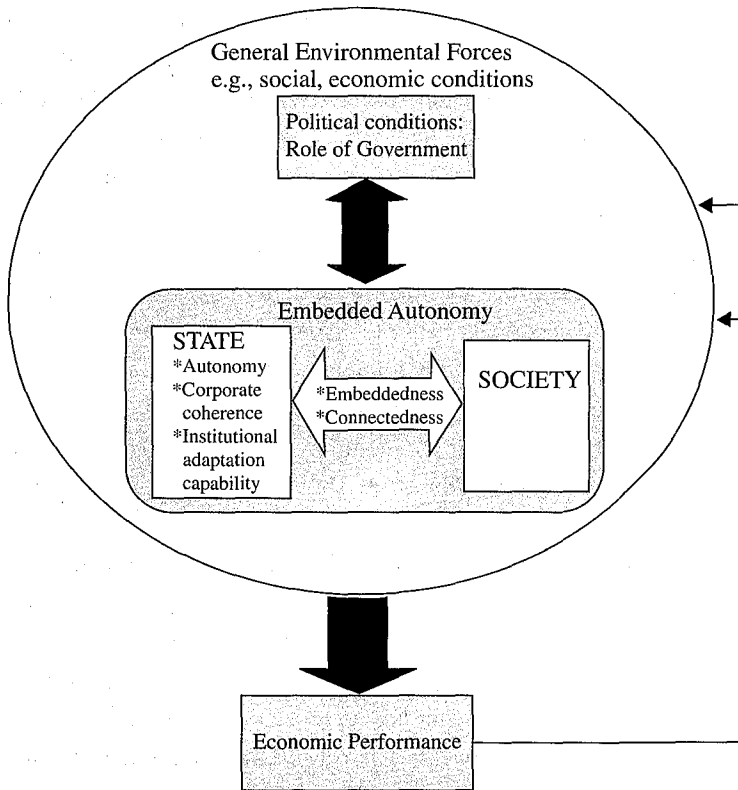 General Environmental Forces
e.g., social, economic conditions
Political conditions:
Role of Government
Embedded Autonomy
STATE
*Autonomy
*Corporate
coherence
*Institutional
adaptation
capability
*Embeddedness
*Connectedness
SOCIETY
Economic Performance